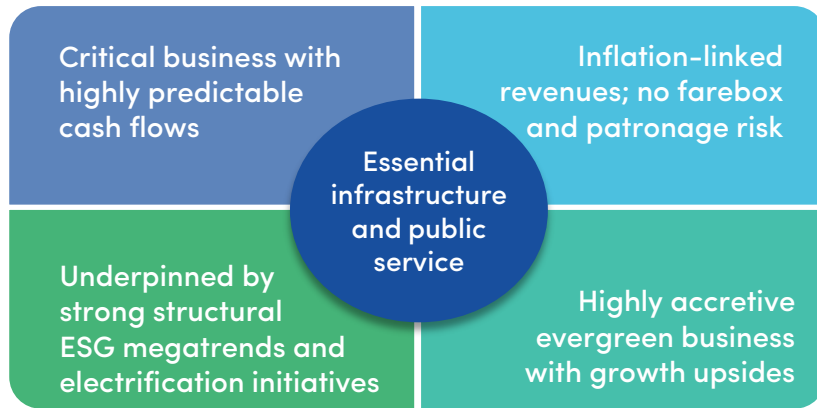 Critical business with
highly predictable
cash flows
Inflation-linked
revenues; no farebox
and patronage risk
Essential
infrastructure
and public
service
Underpinned by
strong structural
ESG megatrends and
electrification initiatives
Highly accretive
evergreen business
with growth upsides